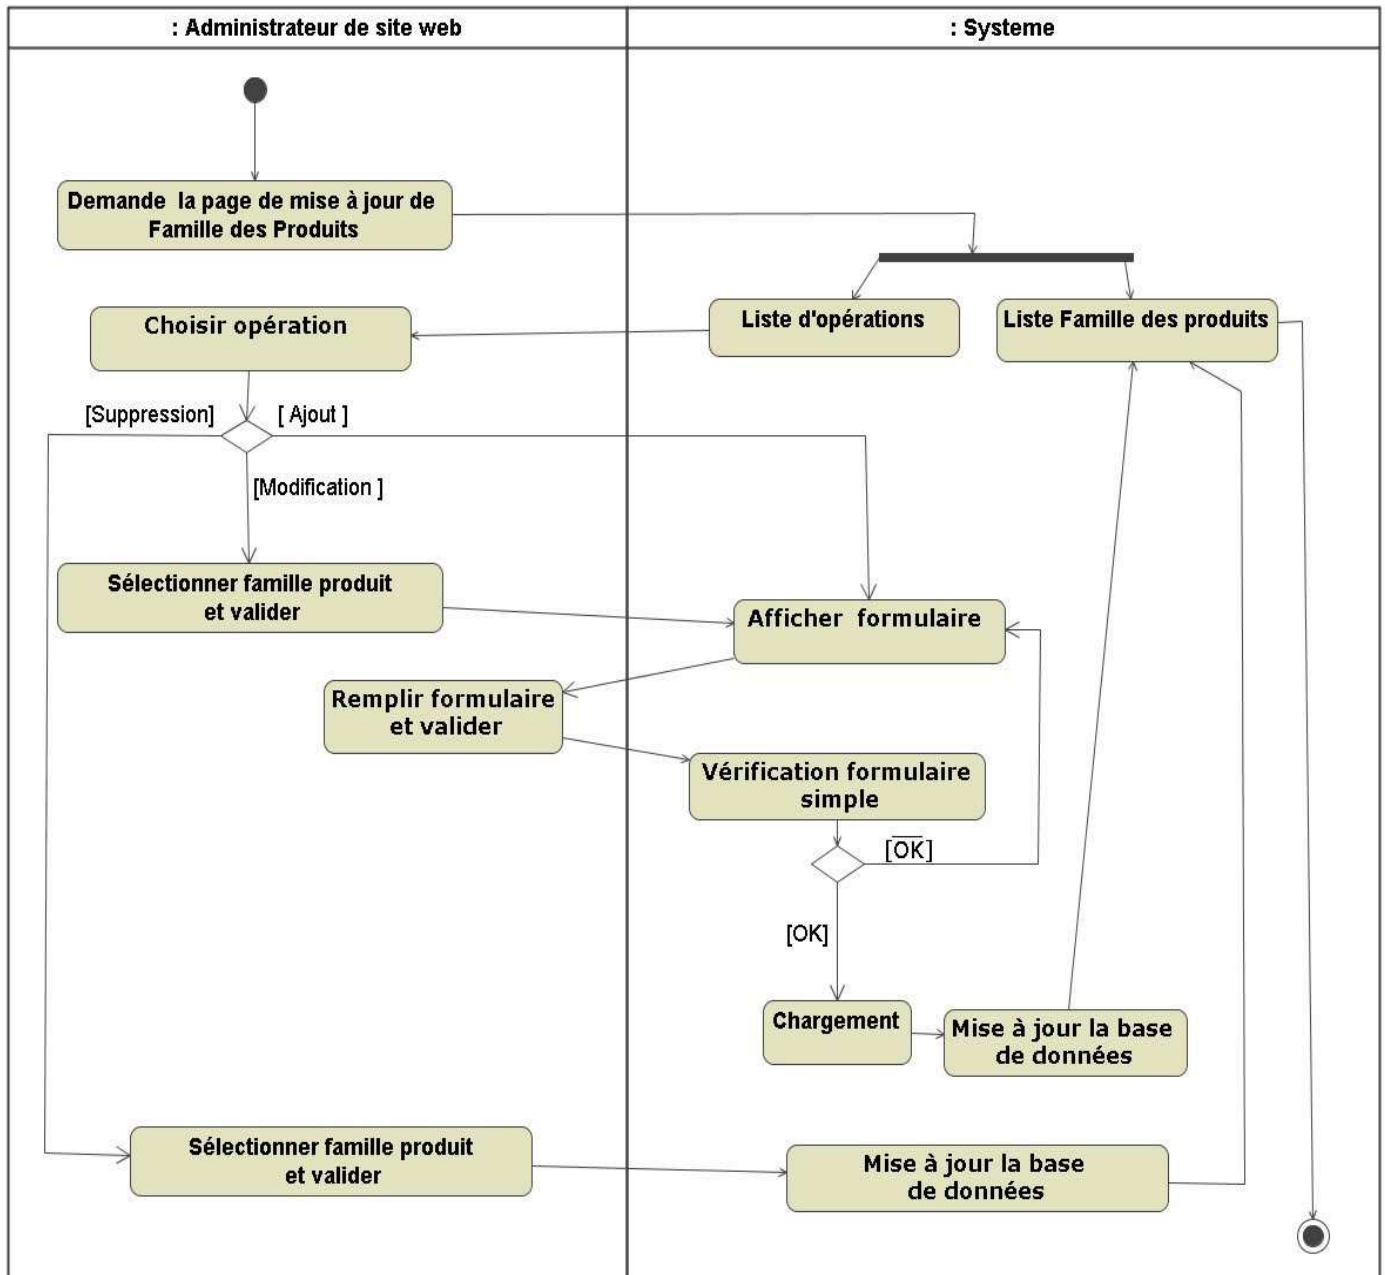 : Administrateur de site web
: Systeme
Demande la page de mise à jour de
Famille des Produits
Choisir opération
Liste d'opérations
Liste Famille des produits
[Suppression]
[ Ajout ]
[Modification ]
Sélectionner famille produit
et valider
Afficher formulaire
Remplir formulaire
et valider
Vérification formulaire
simple
[O̅K̅]
[OK]
Chargement
Mise à jour la base
de données
Sélectionner famille produit
et valider
Mise à jour la base
de données